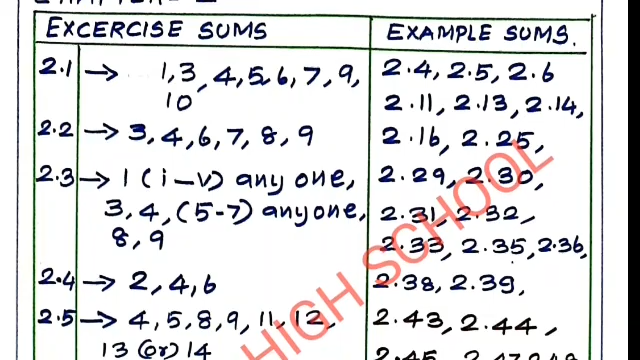 EXCERCISE SUMS
EXAMPLE SUMS.
2.1 → 1, 3, 4, 5, 6, 7, 9,
10
2.2 → 3, 4, 6, 7, 8, 9
2.3 → 1 (i-v) any one,
3, 4, (5-7) any one,
8, 9
2.4 → 2, 4, 6
2.5 → 4, 5, 8, 9, 11, 12,
13 (or) 14
2.4, 2.5, 2.6
2.11, 2.13, 2.14,
2.16, 2.25,
2.29, 2.30,
2.31, 2.32,
2.33, 2.35, 2.36,
2.38, 2.39,
2.43, 2.44,
HIGH SCHOOL